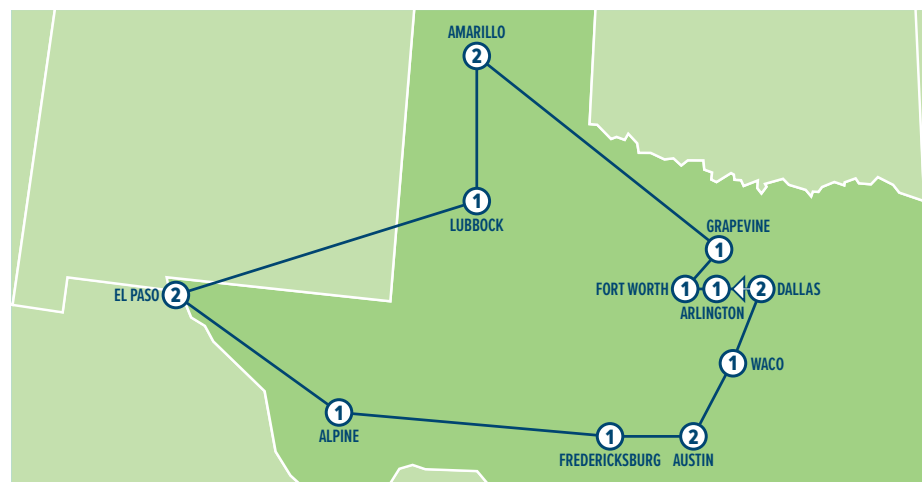 AMARILLO
2
1
LUBBOCK
GRAPEVINE
1
EL PASO 2
FORT WORTH 1 1 2 DALLAS
ARLINGTON
1 WACO
1
ALPINE
1 2
FREDERICKSBURG AUSTIN